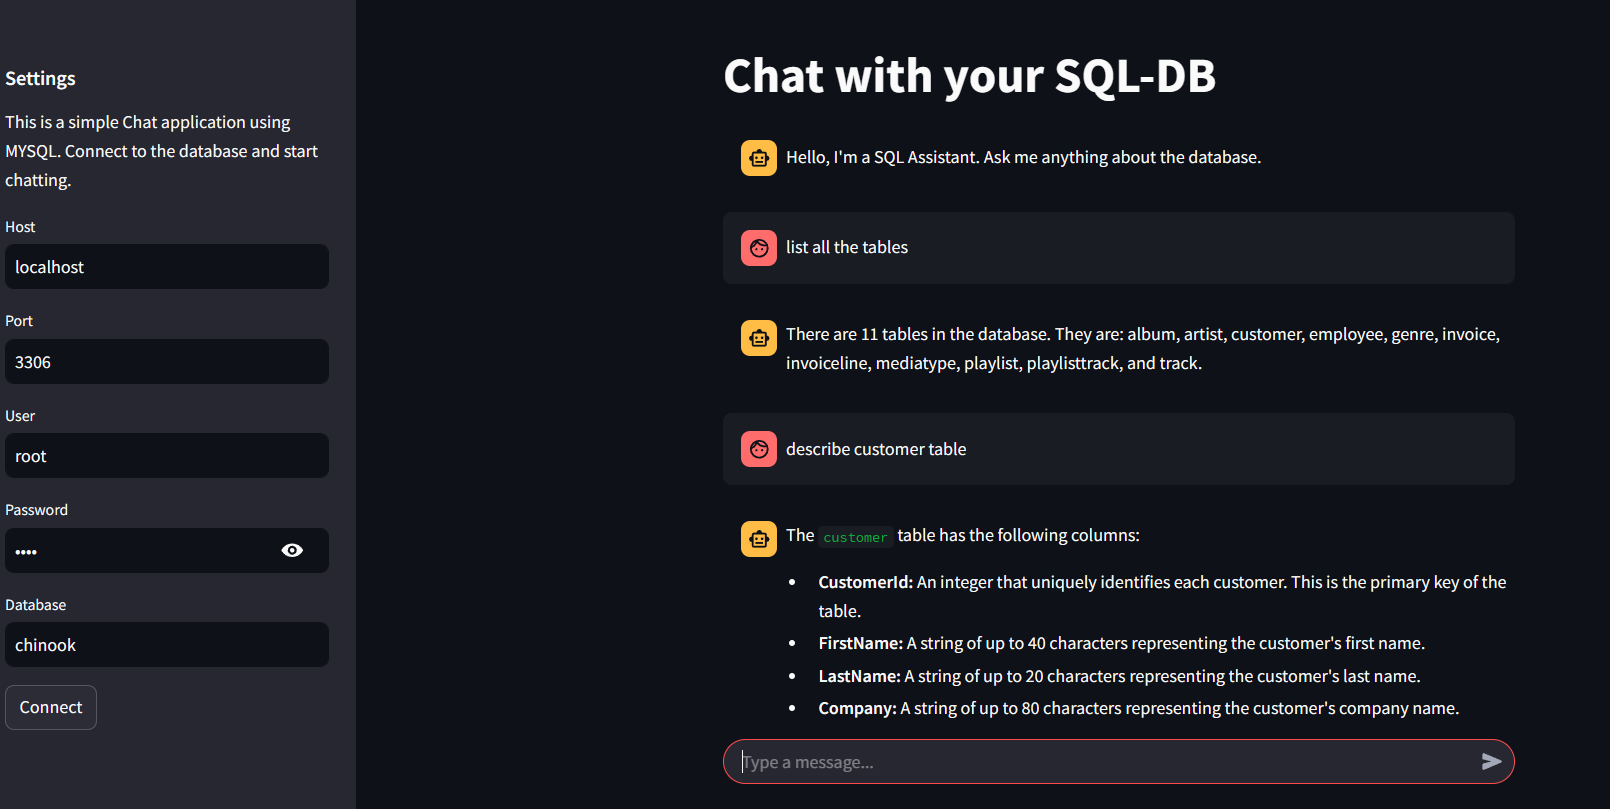 Settings
This is a simple Chat application using
MYSQL. Connect to the database and start
chatting.
Host
localhost
Port
3306
User
root
Password
••••
Database
chinook
Connect
Chat with your SQL-DB
Hello, I'm a SQL Assistant. Ask me anything about the database.
list all the tables
There are 11 tables in the database. They are: album, artist, customer, employee, genre, invoice,
invoiceline, mediatype, playlist, playlisttrack, and track.
describe customer table
The customer table has the following columns:
• CustomerId: An integer that uniquely identifies each customer. This is the primary key of the
table.
• FirstName: A string of up to 40 characters representing the customer's first name.
• LastName: A string of up to 20 characters representing the customer's last name.
• Company: A string of up to 80 characters representing the customer's company name.
Type a message...